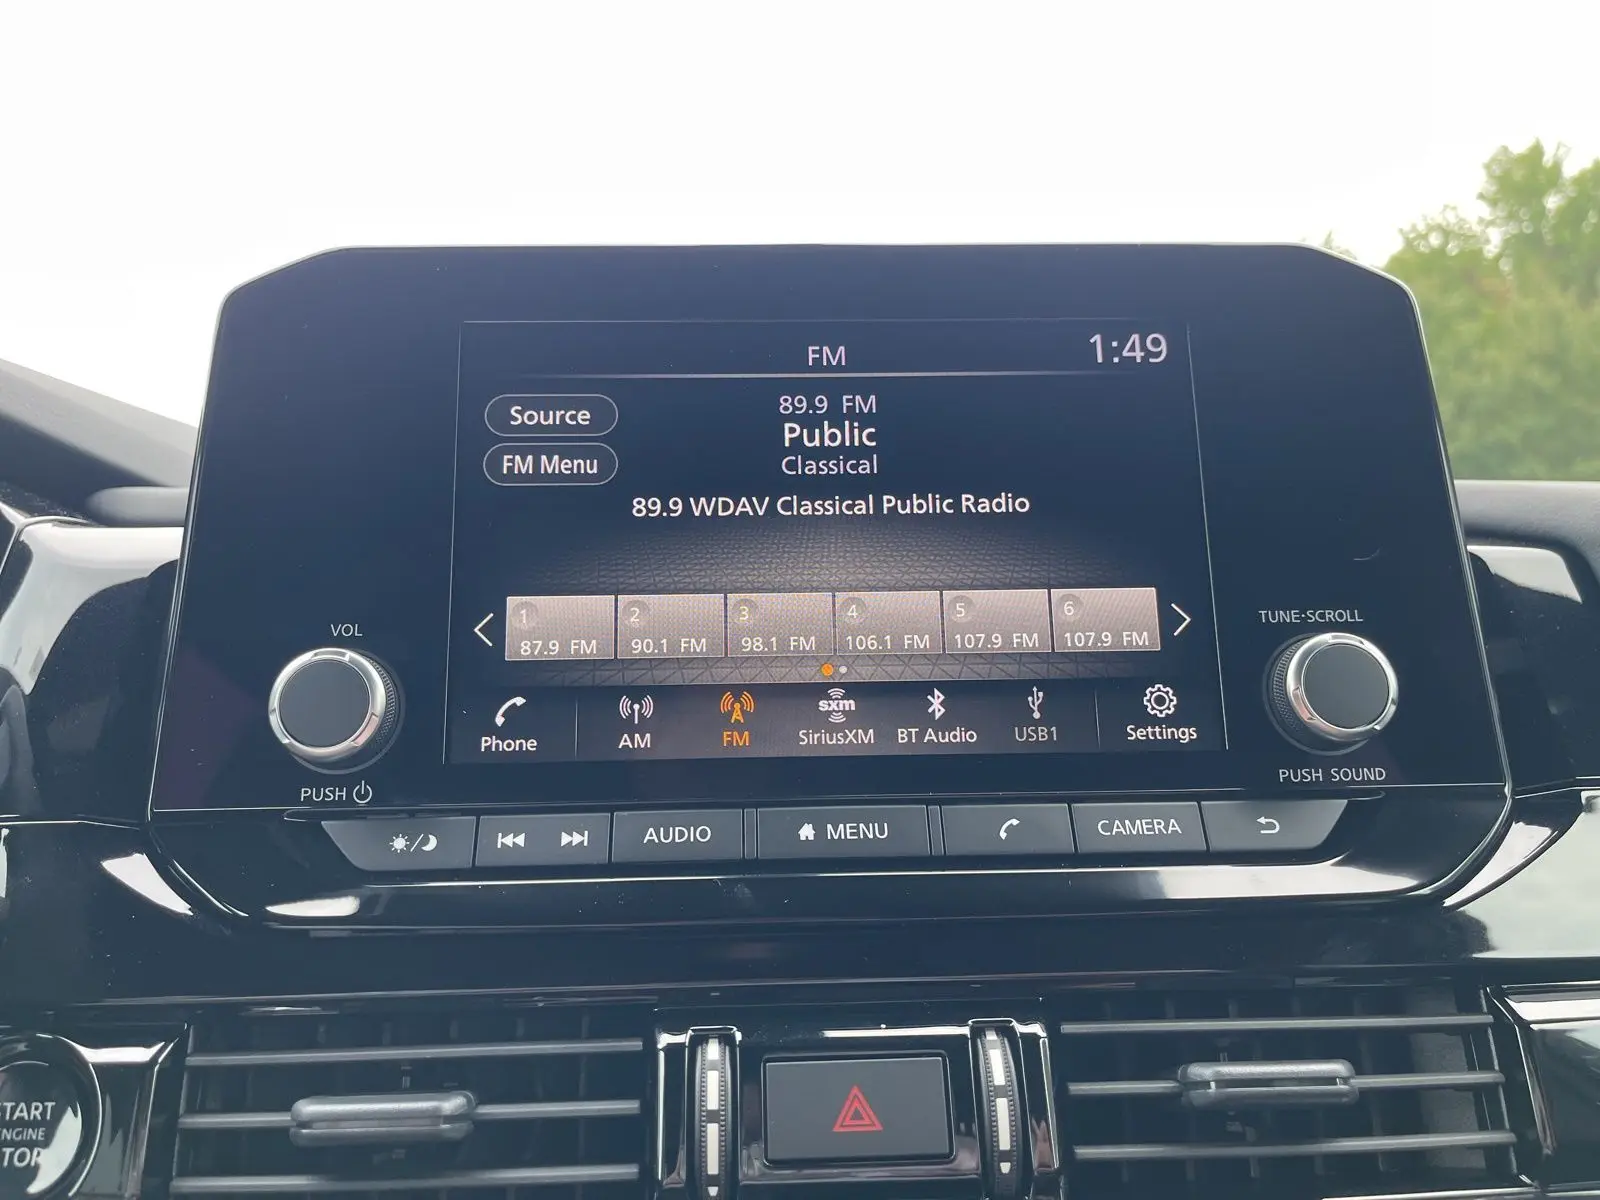 FM
1:49
Source
89.9 FM
Public
FM Menu
Classical
89.9 WDAV Classical Public Radio
1
2
3
4
5
6
87.9 FM
90.1 FM
98.1 FM
106.1 FM
107.9 FM
107.9 FM
VOL
TUNE·SCROLL
sxm
Phone
AM
FM
SiriusXM
BT Audio
USB1
Settings
PUSH
PUSH SOUND
AUDIO
MENU
CAMERA
TART
NGINE
TOP